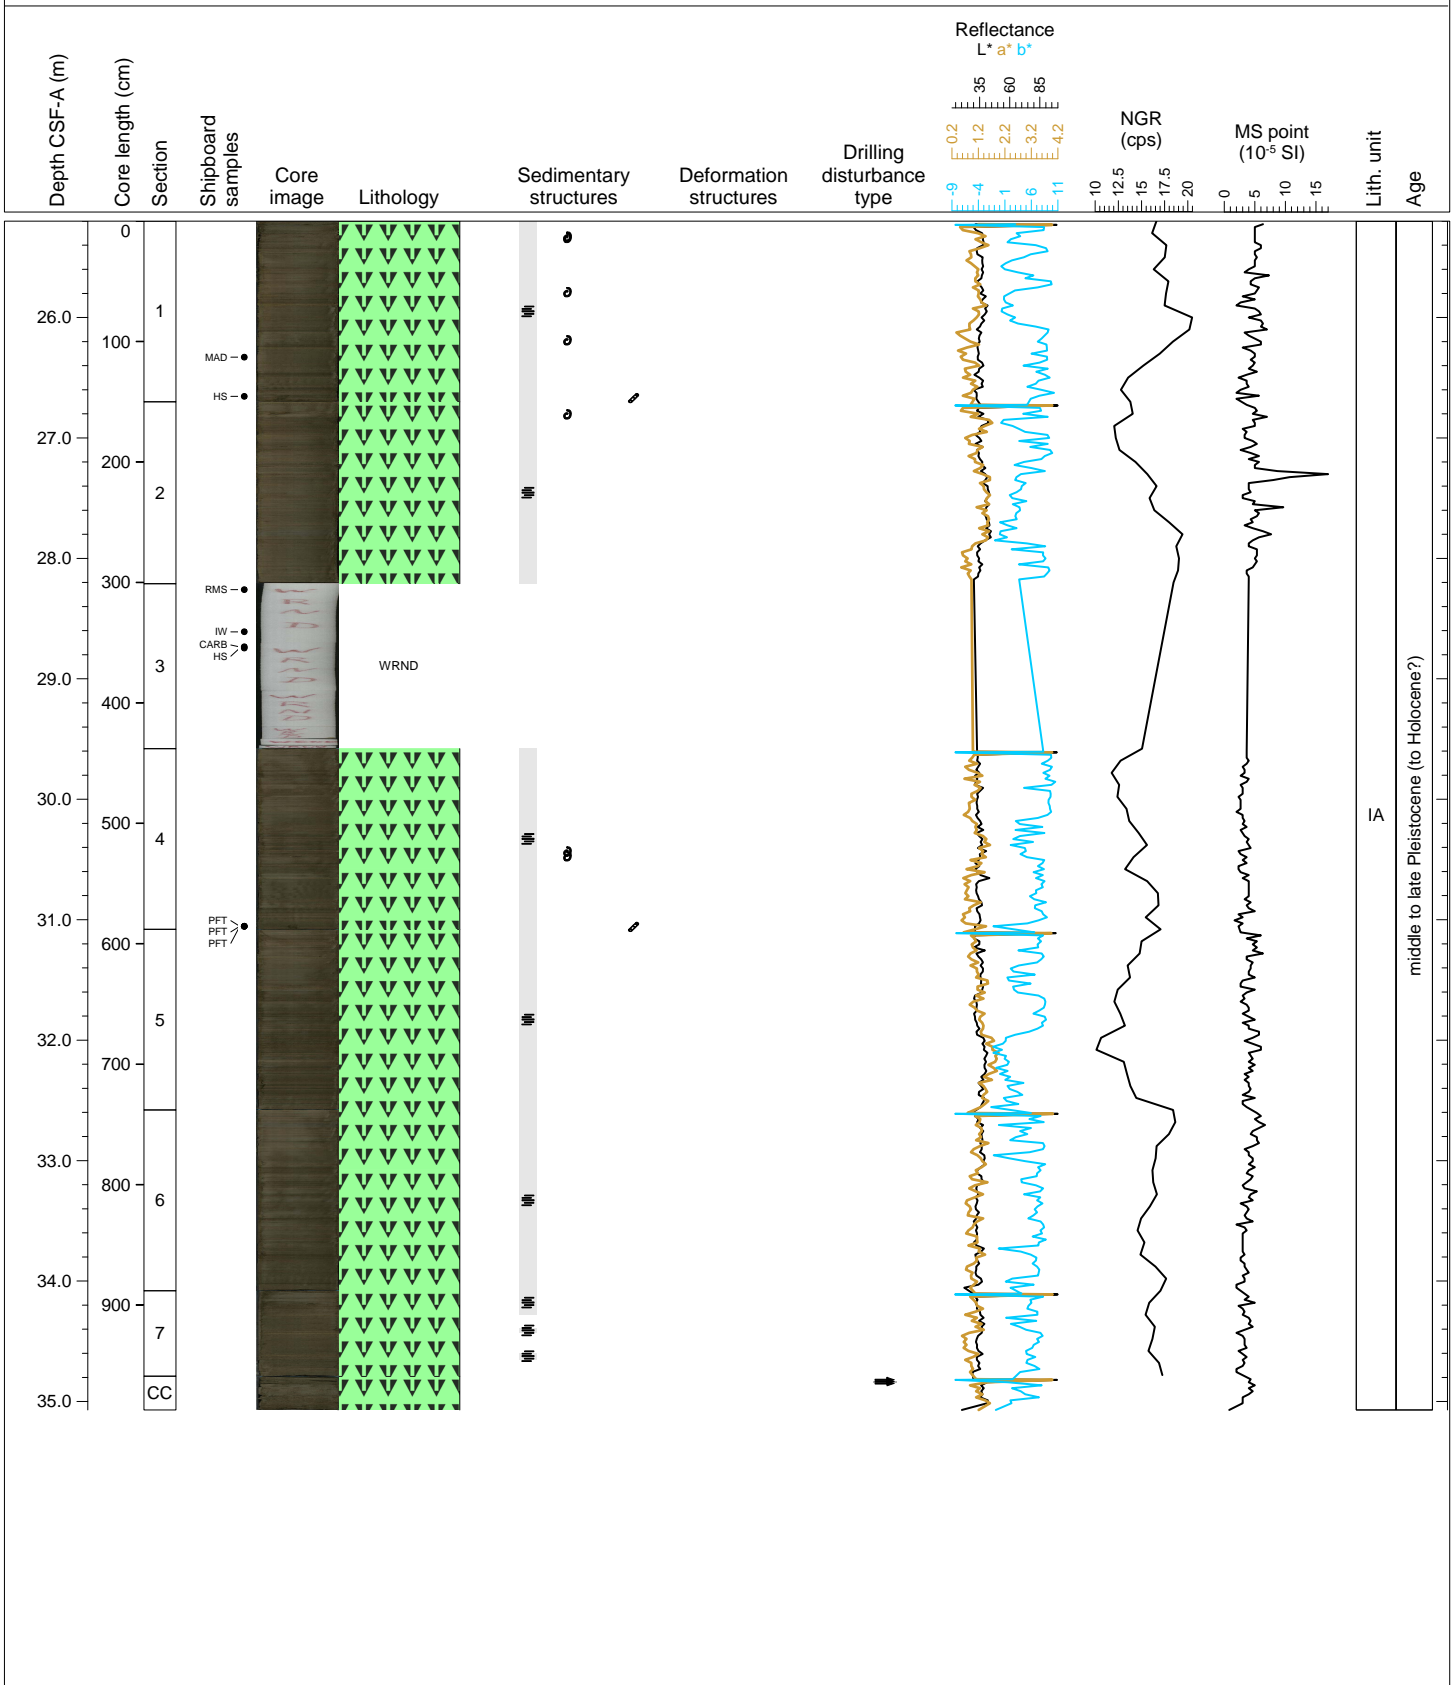 Depth CSF-A (m)
Core length (cm)
Section
Shipboard
samples
Core
image
Lithology
Sedimentary
structures
Deformation
structures
Drilling
disturbance
type
Reflectance
L* a* b*
35 60 85
0.2 1.2 2.2 3.2 4.2
-9 -4 1 6 11
NGR
(cps)
10 12.5 15 17.5 20
MS point
(10-5 SI)
0 5 10 15
Lith. unit
Age
0
1
26.0
100
MAD
HS
27.0
200
2
28.0
300
RMS
IW
CARB
HS
3
WRND
29.0
400
30.0
500
4
IA
middle to late Pleistocene (to Holocene?)
31.0
PFT
PFT
PFT
600
5
32.0
700
33.0
800
6
34.0
900
7
CC
35.0